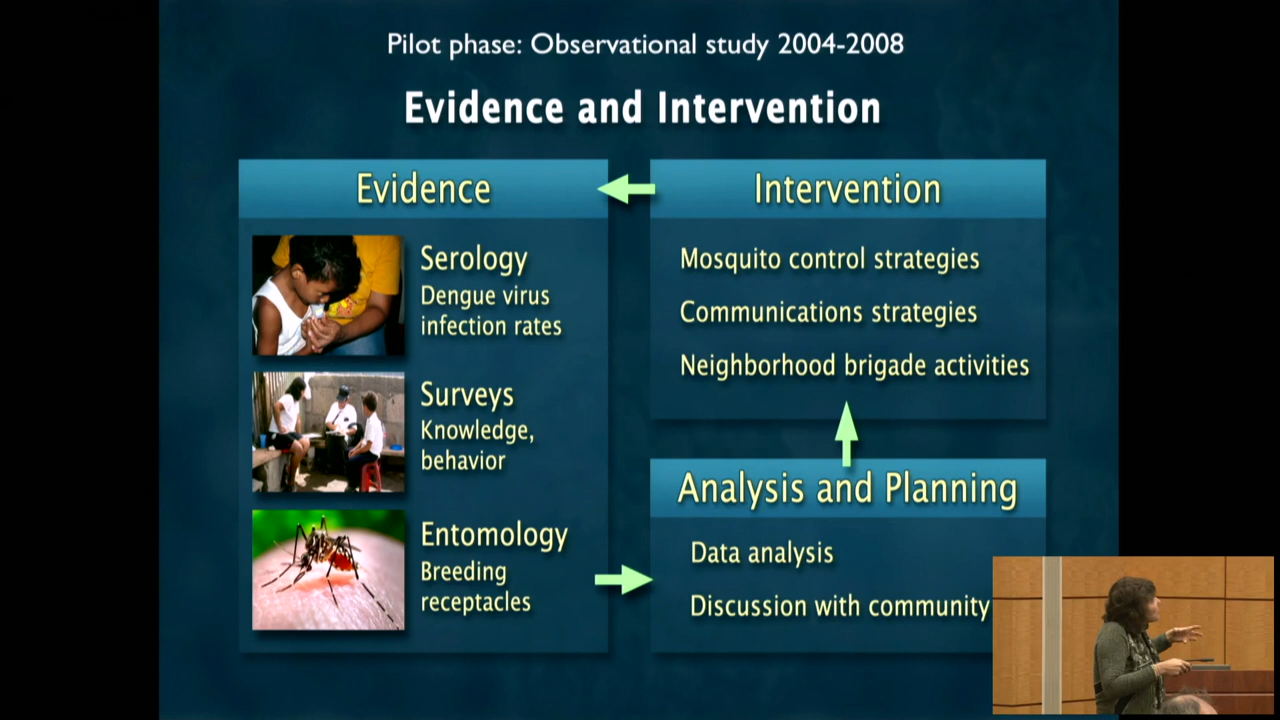 Pilot phase: Observational study 2004-2008
Evidence and Intervention
Evidence
Serology
Dengue virus
infection rates
Surveys
Knowledge,
behavior
Entomology
Breeding
receptacles
Intervention
Mosquito control strategies
Communications strategies
Neighborhood brigade activities
Analysis and Planning
Data analysis
Discussion with community